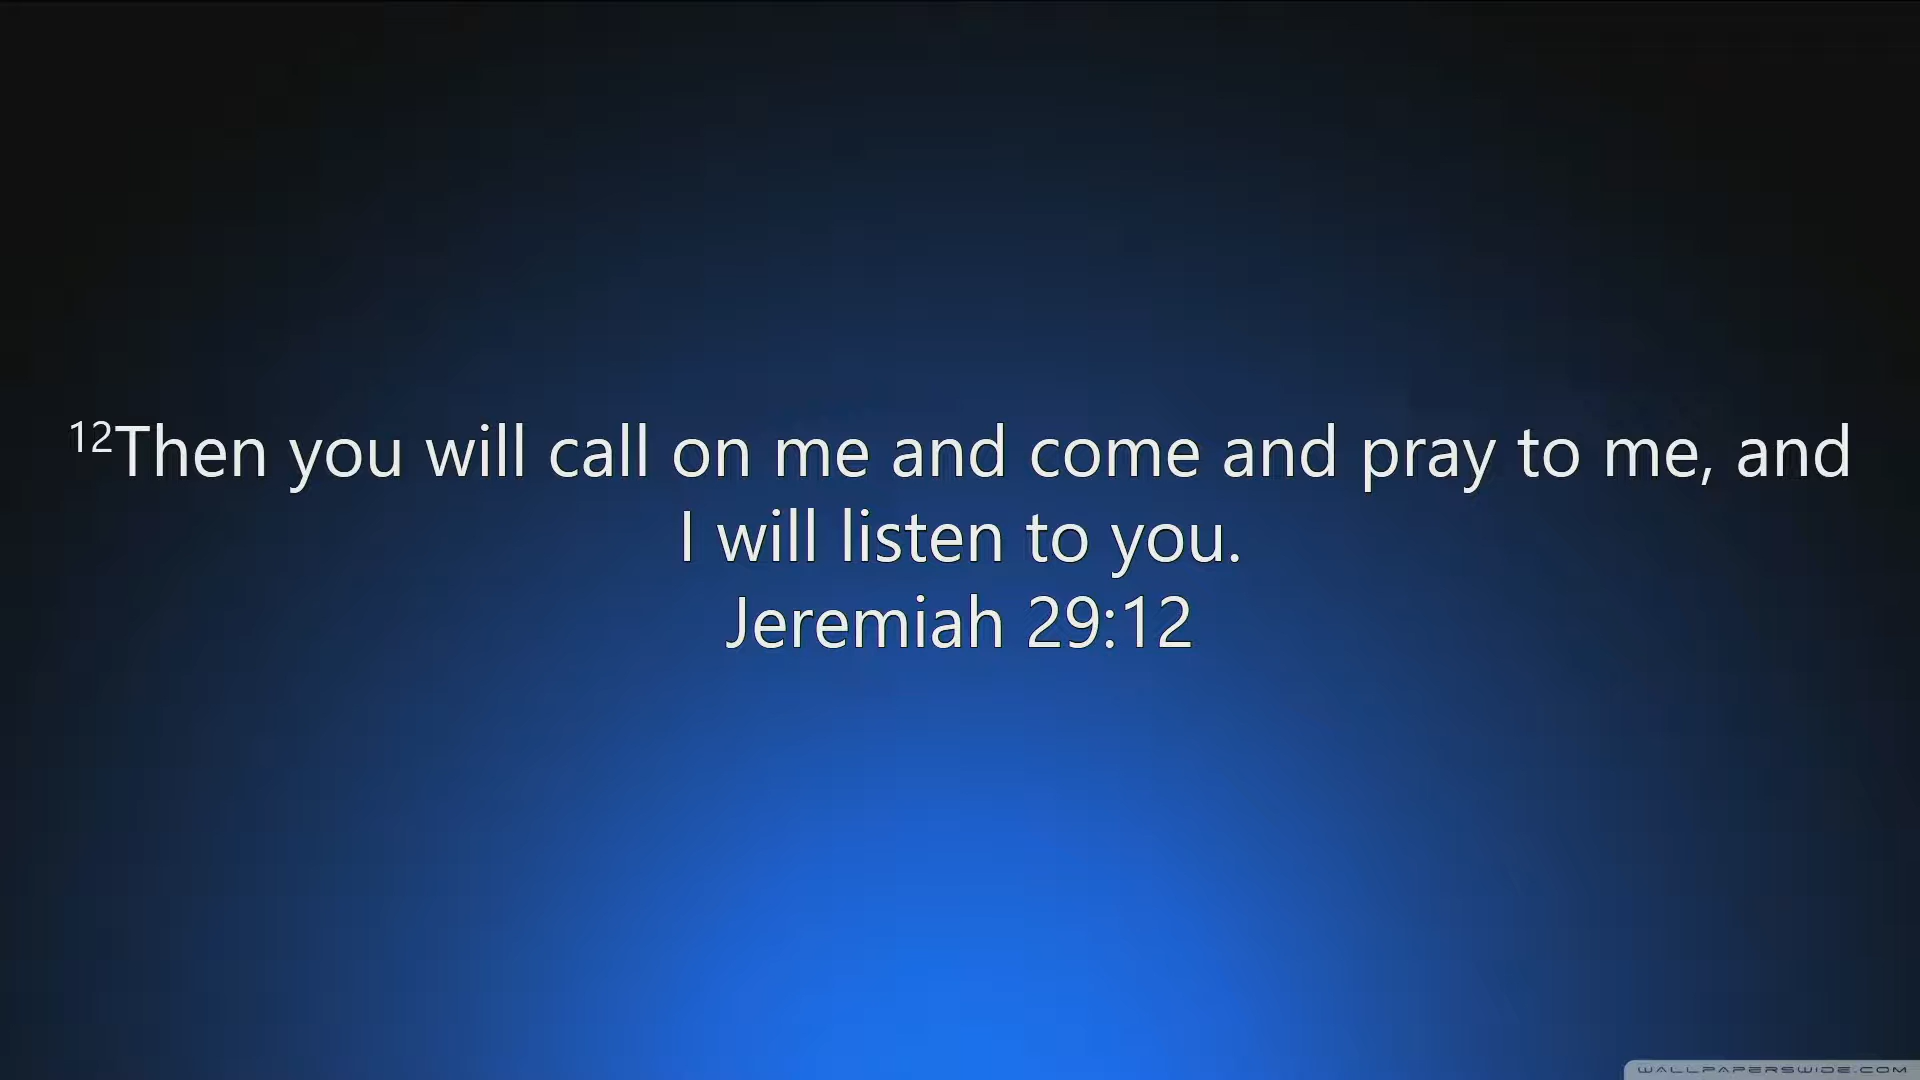 ¹²Then you will call on me and come and pray to me, and
I will listen to you.
Jeremiah 29:12
WALLPAPERSWIDE.COM